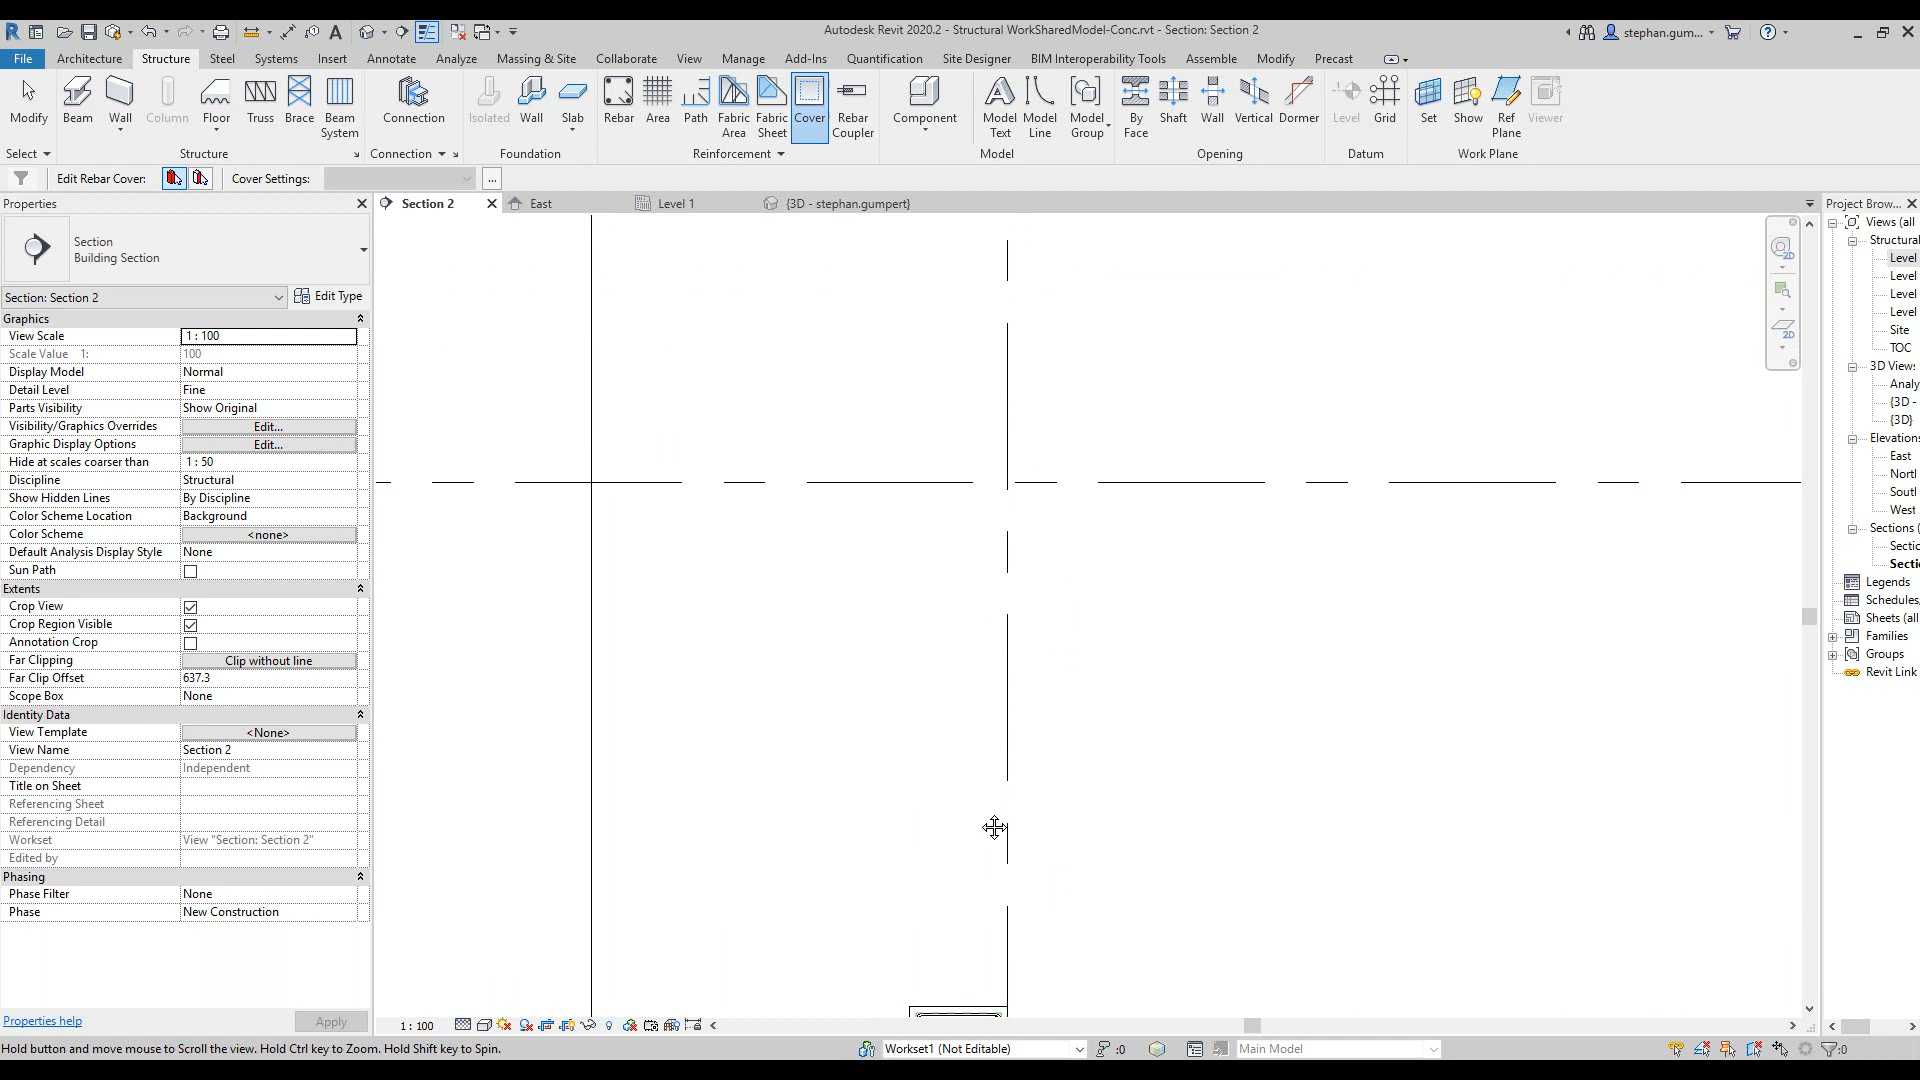 Autodesk Revit 2020.2 - Structural WorkSharedModel-Conc.rvt - Section: Section 2
stephan.gum...
File Architecture Structure Steel Systems Insert Annotate Analyze Massing & Site Collaborate View Manage Add-Ins Quantification Site Designer BIM Interoperability Tools Assemble Modify Precast
Modify Beam Wall Column Floor Truss Brace Beam System Connection Isolated Wall Slab Rebar Area Path Fabric Area Fabric Sheet Cover Rebar Coupler Component Model Text Model Line Model Group By Face Shaft Wall Vertical Dormer Level Grid Set Show Ref Plane Viewer
Select Structure Connection Foundation Reinforcement Model Opening Datum Work Plane
Edit Rebar Cover: Cover Settings: ...
Properties
Section 2 East Level 1 {3D - stephan.gumpert}
Project Brow...
Section
Building Section
Section: Section 2 Edit Type
Graphics
View Scale 1 : 100
Scale Value 1: 100
Display Model Normal
Detail Level Fine
Parts Visibility Show Original
Visibility/Graphics Overrides Edit...
Graphic Display Options Edit...
Hide at scales coarser than 1 : 50
Discipline Structural
Show Hidden Lines By Discipline
Color Scheme Location Background
Color Scheme <none>
Default Analysis Display Style None
Sun Path
Extents
Crop View
Crop Region Visible
Annotation Crop
Far Clipping Clip without line
Far Clip Offset 637.3
Scope Box None
Identity Data
View Template <None>
View Name Section 2
Dependency Independent
Title on Sheet
Referencing Sheet
Referencing Detail
Workset View "Section: Section 2"
Edited by
Phasing
Phase Filter None
Phase New Construction
Properties help Apply
2D
2D
Views (all
Structural
Level
Level
Level
Level
Site
TOC
3D View
Analy
{3D -
{3D}
Elevations
East
Nort
Sout
West
Sections (
Sectio
Sectio
Legends
Schedules
Sheets (all
Families
Groups
Revit Link
1 : 100
Hold button and move mouse to Scroll the view. Hold Ctrl key to Zoom. Hold Shift key to Spin.
Workset1 (Not Editable) :0 Main Model :0